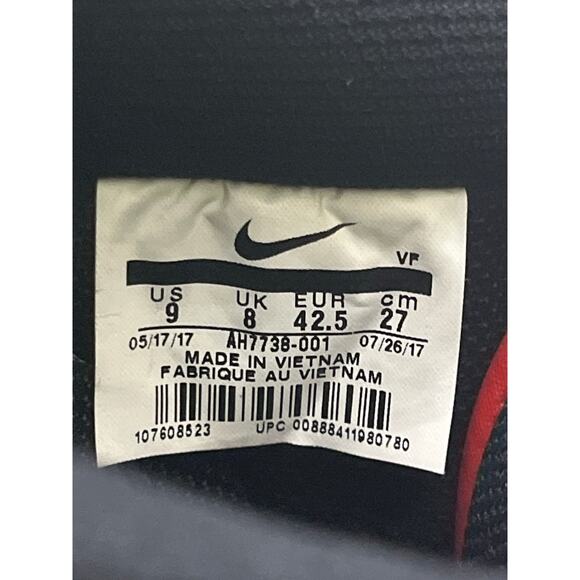 VF
US UK EUR cm
9 8 42.5 27
05/17/17 AH7738-001 07/26/17
MADE IN VIETNAM
FABRIQUE AU VIETNAM
107608523 UPC 00888411980780